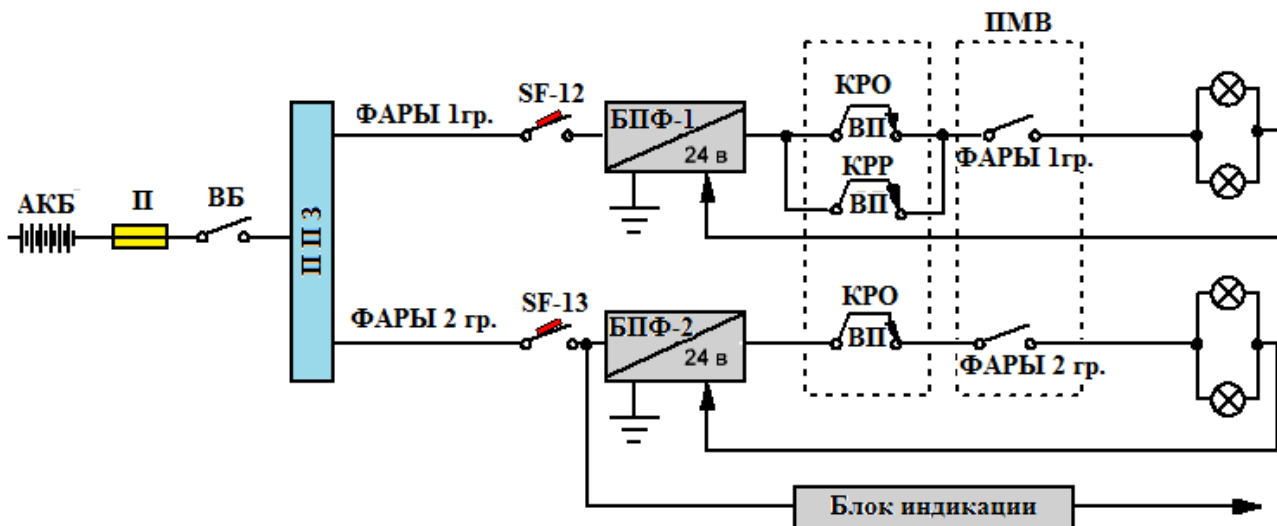 ПМВ
SF-12
КРО
ФАРЫ 1гр.
БПФ-1
ВП
24 в
КРР
ФАРЫ 1гр.
ВП
АКБ
П
ВБ
ППЗ
SF-13
КРО
ФАРЫ 2 гр.
БПФ-2
ВП
24 в
ФАРЫ 2 гр.
Блок индикации